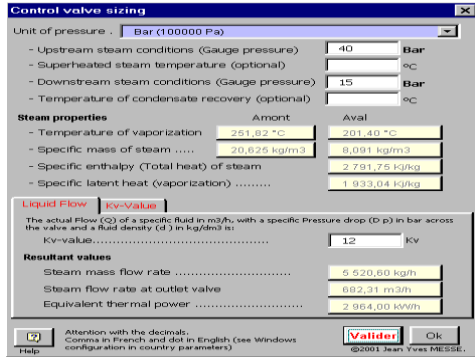 Control valve sizing
Unit of pressure . Bar (100000 Pa)
- Upstream steam conditions (Gauge pressure) 40 Bar
- Superheated steam temperature (optional) °C
- Downstream steam conditions (Gauge pressure) 15 Bar
- Temperature of condensate recovery (optional) °C
Steam properties Amont Aval
- Temperature of vaporization 251,82 °C 201,40 °C
- Specific mass of steam ..... 20,625 kg/m3 8,091 kg/m3
- Specific enthalpy (Total heat) of steam 2 791,75 Kj/kg
- Specific latent heat (vaporization) ......... 1 933,04 Kj/kg
Liquid Flow Kv-Value
The actual Flow (Q) of a specific fluid in m3/h, with a specific Pressure drop (D p) in bar across
the valve and a fluid density (d ) in kg/dm3 is:
Kv-value............................................ 12 Kv
Resultant values
Steam mass flow rate ............................ 5 520,60 kg/h
Steam flow rate at outlet valve 682,31 m3/h
Equivalent thermal power ......................... 2 964,00 kW/h
Help
Attention with the decimals.
Comma in French and dot in English (see Windows
configuration in country parameters)
Valider Ok
©2001 Jean Yves MESSE.